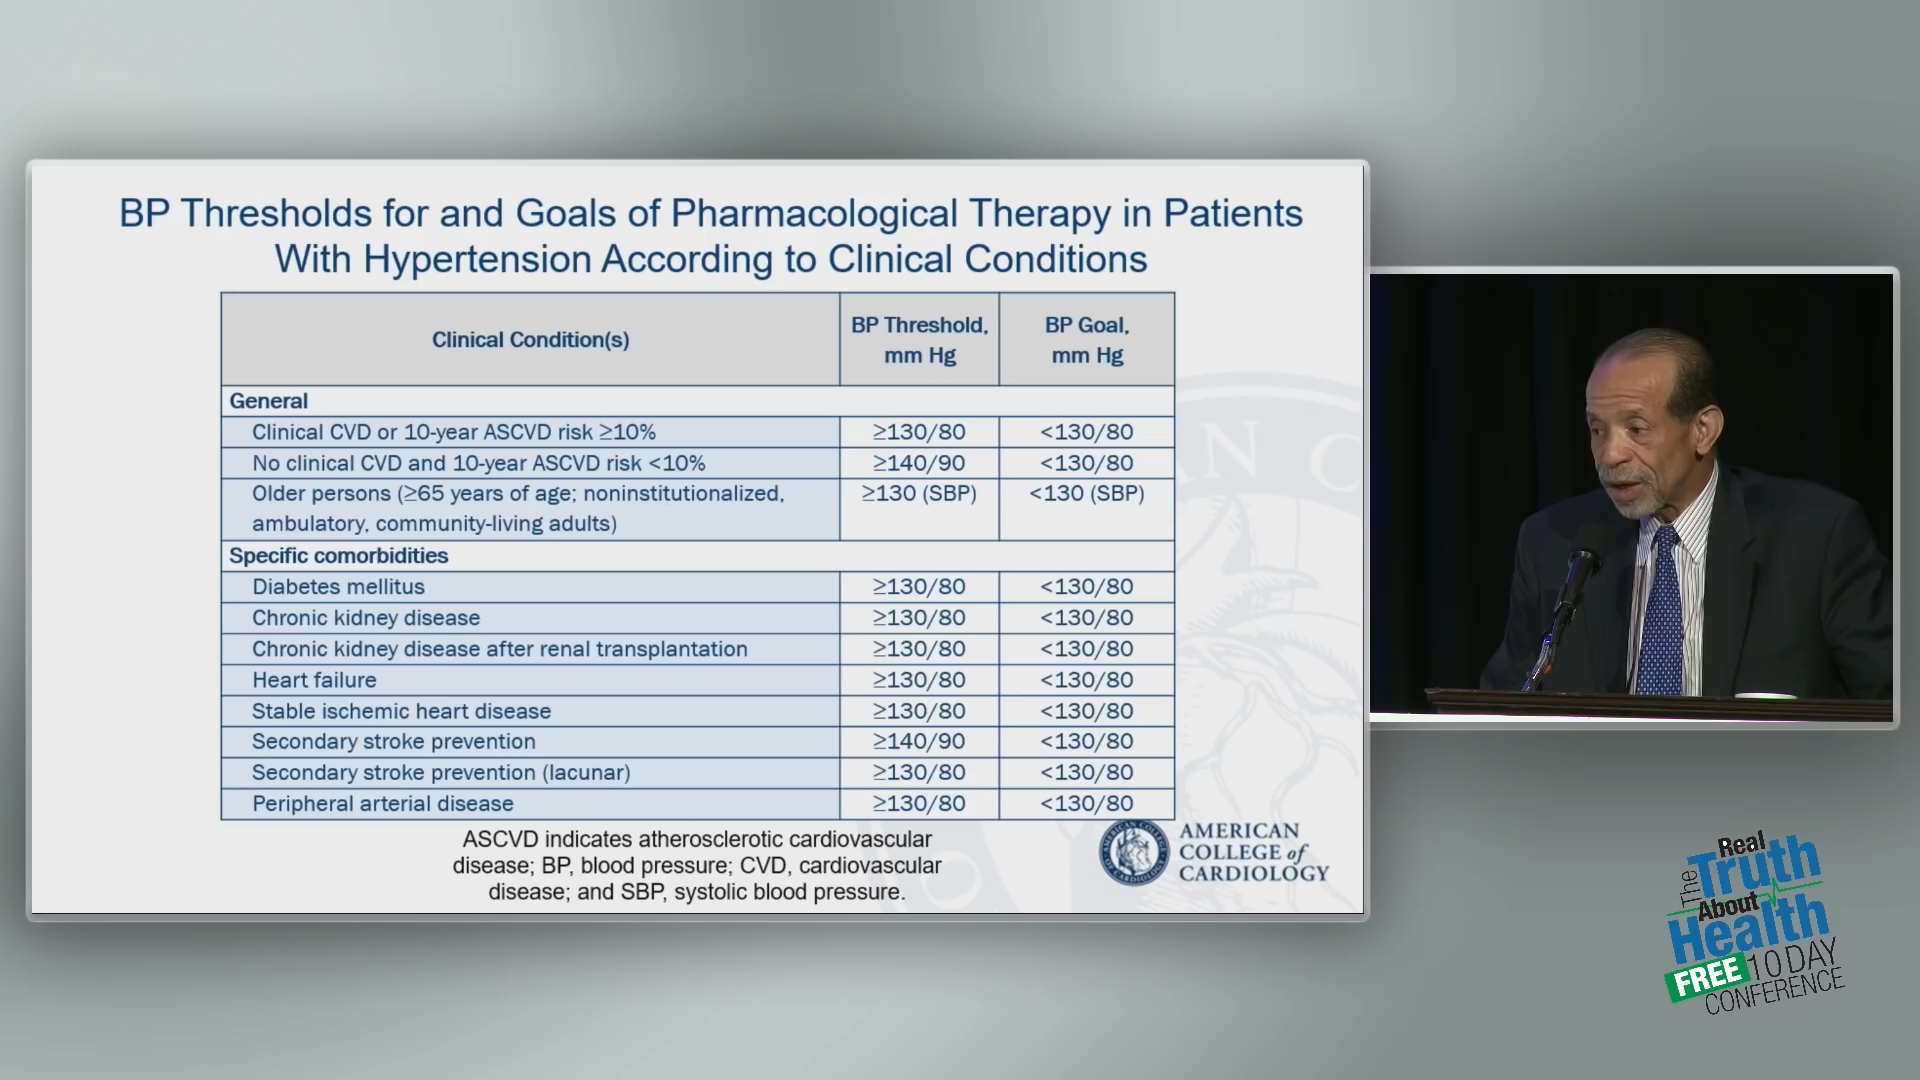 BP Thresholds for and Goals of Pharmacological Therapy in Patients
With Hypertension According to Clinical Conditions
Clinical Condition(s)
BP Threshold,
mm Hg
BP Goal,
mm Hg
General
Clinical CVD or 10-year ASCVD risk ≥10% ≥130/80 <130/80
No clinical CVD and 10-year ASCVD risk <10% ≥140/90 <130/80
Older persons (≥65 years of age; noninstitutionalized, ≥130 (SBP) <130 (SBP)
ambulatory, community-living adults)
Specific comorbidities
Diabetes mellitus ≥130/80 <130/80
Chronic kidney disease ≥130/80 <130/80
Chronic kidney disease after renal transplantation ≥130/80 <130/80
Heart failure ≥130/80 <130/80
Stable ischemic heart disease ≥130/80 <130/80
Secondary stroke prevention ≥140/90 <130/80
Secondary stroke prevention (lacunar) ≥130/80 <130/80
Peripheral arterial disease ≥130/80 <130/80
ASCVD indicates atherosclerotic cardiovascular
disease; BP, blood pressure; CVD, cardiovascular
disease; and SBP, systolic blood pressure.
AMERICAN
COLLEGE of
CARDIOLOGY
The Real
Truth
About
Health
FREE 10 DAY
CONFERENCE